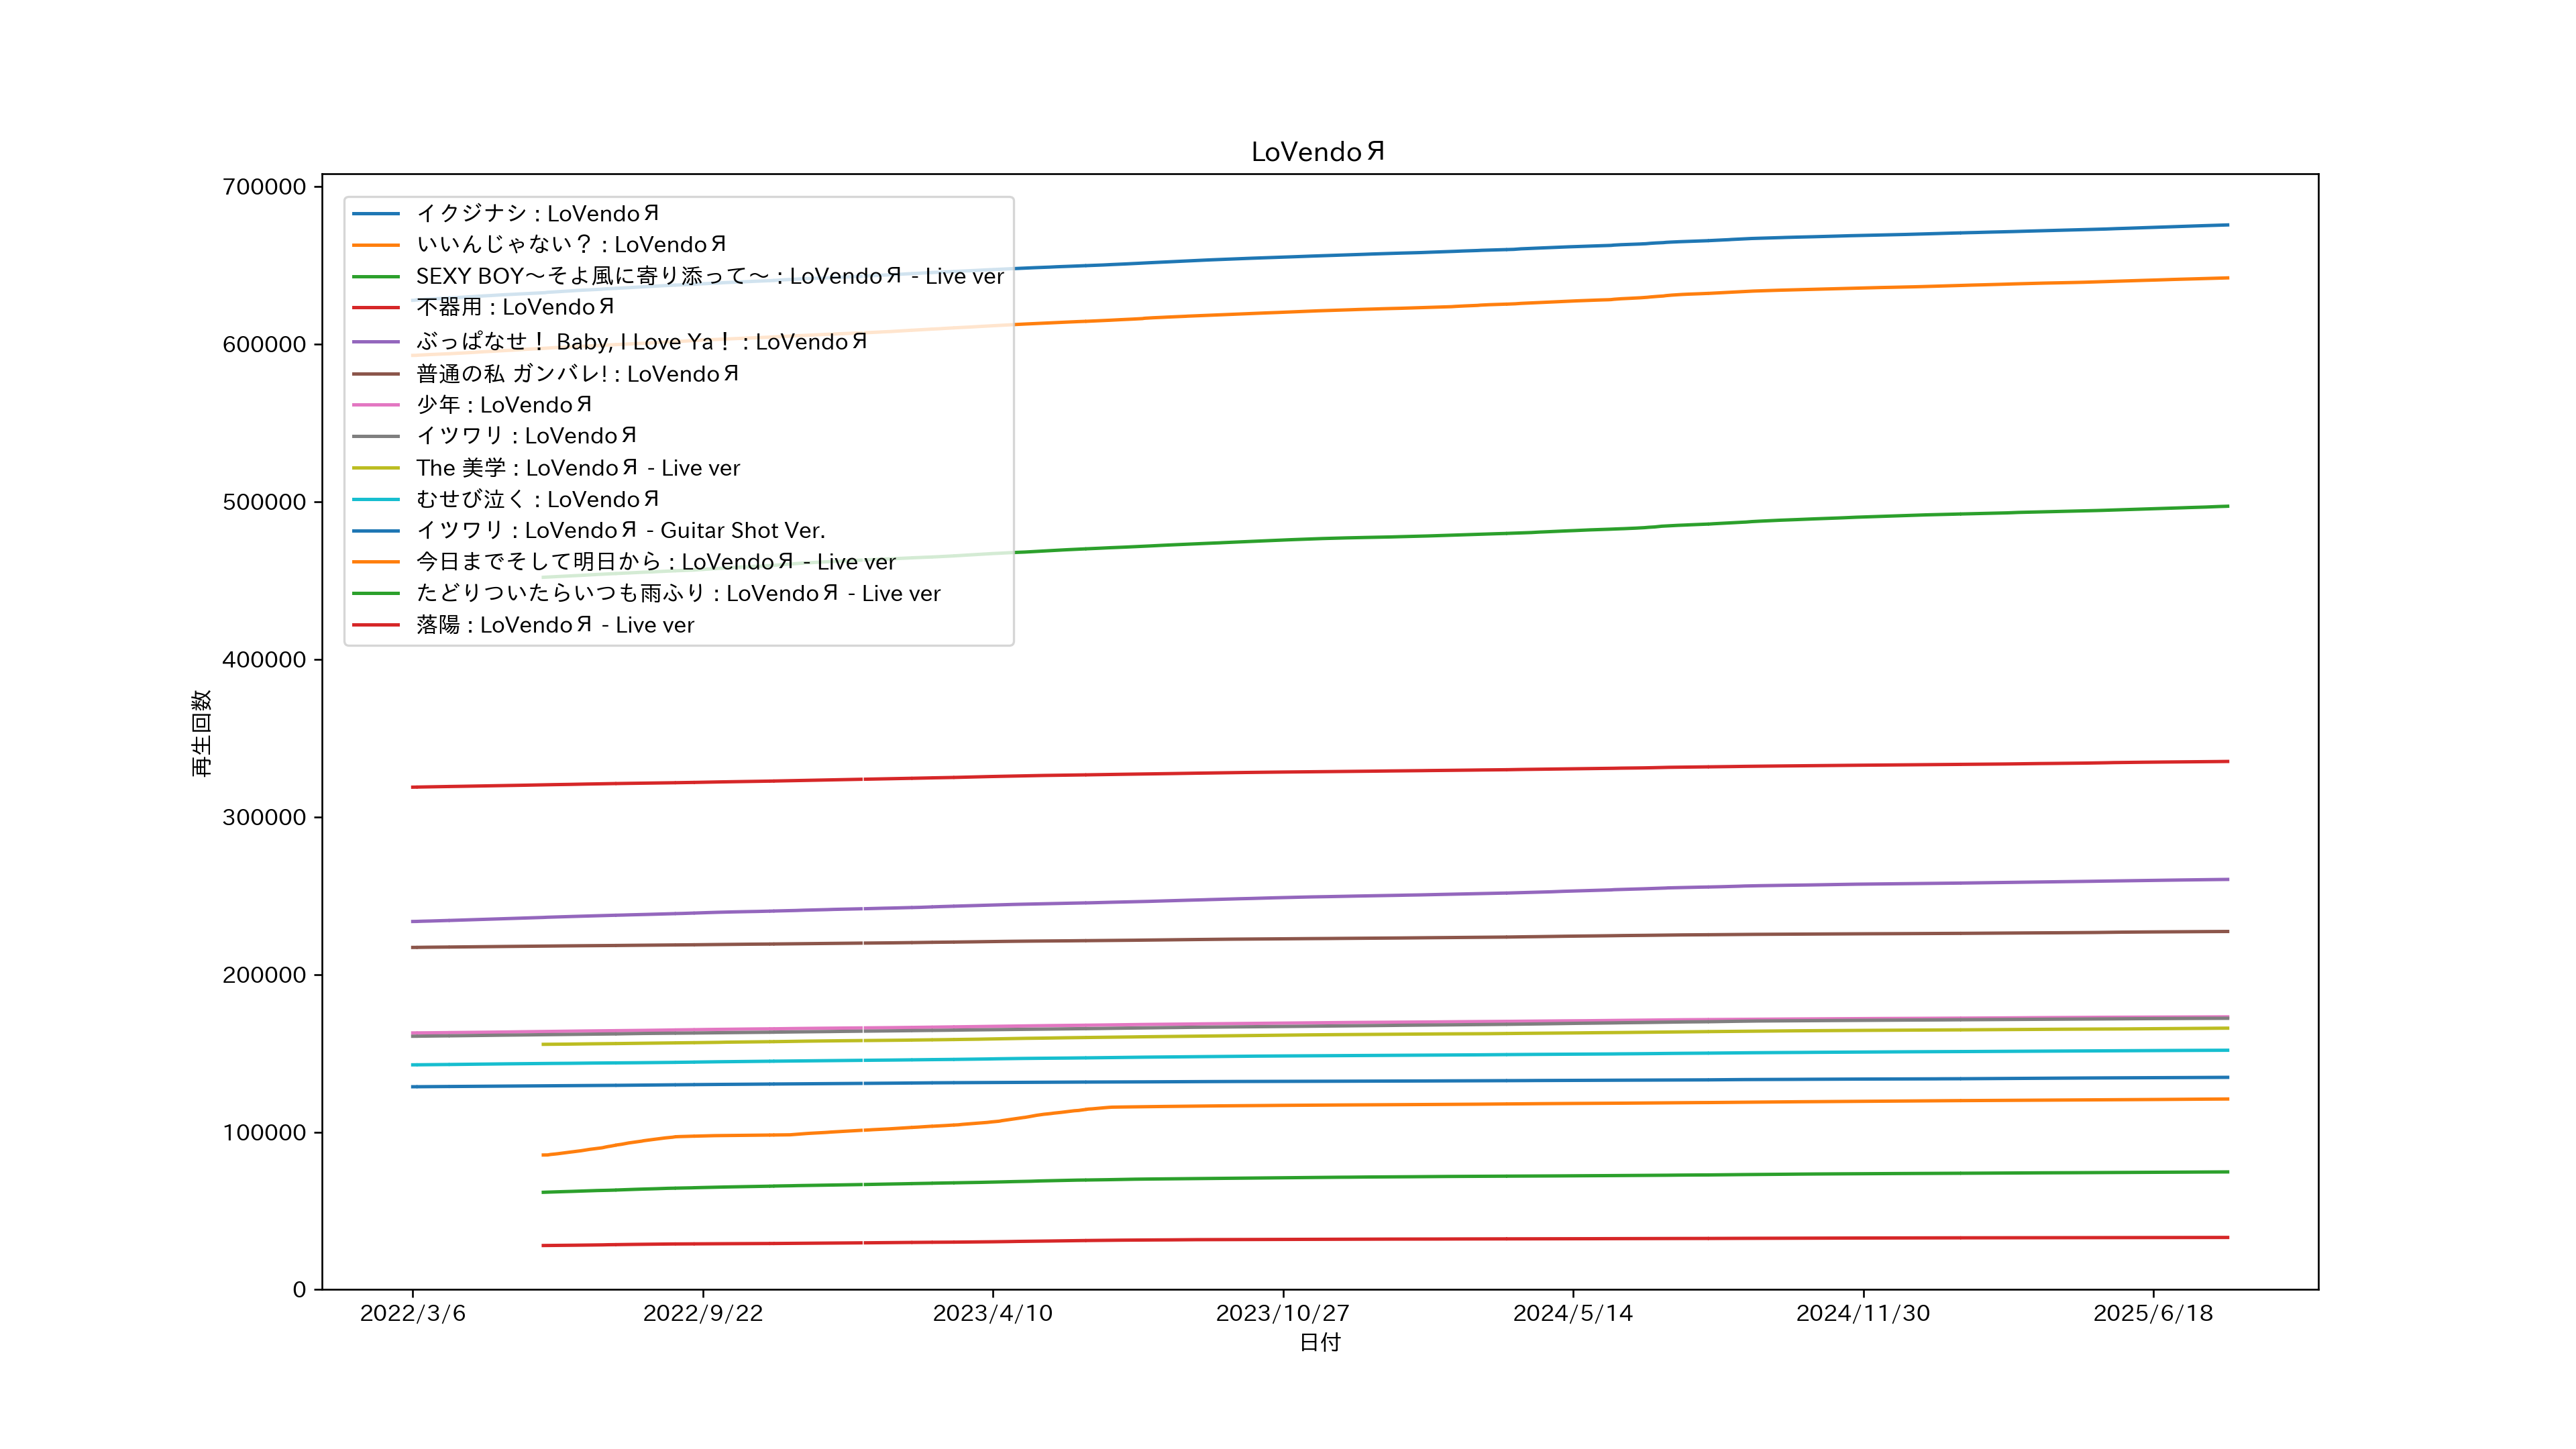 LoVendoЯ
700000
600000
500000
400000
300000
200000
100000
0
再生回数
イクジナシ : LoVendoЯ
いいんじゃない？ : LoVendoЯ
SEXY BOY〜そよ風に寄り添って〜 : LoVendoЯ - Live ver
不器用 : LoVendoЯ
ぶっぱなせ！ Baby, I Love Ya！ : LoVendoЯ
普通の私 ガンバレ! : LoVendoЯ
少年 : LoVendoЯ
イツワリ : LoVendoЯ
The 美学 : LoVendoЯ - Live ver
むせび泣く : LoVendoЯ
イツワリ : LoVendoЯ - Guitar Shot Ver.
今日までそして明日から : LoVendoЯ - Live ver
たどりついたらいつも雨ふり : LoVendoЯ - Live ver
落陽 : LoVendoЯ - Live ver
2022/3/6
2022/9/22
2023/4/10
2023/10/27
2024/5/14
2024/11/30
2025/6/18
日付